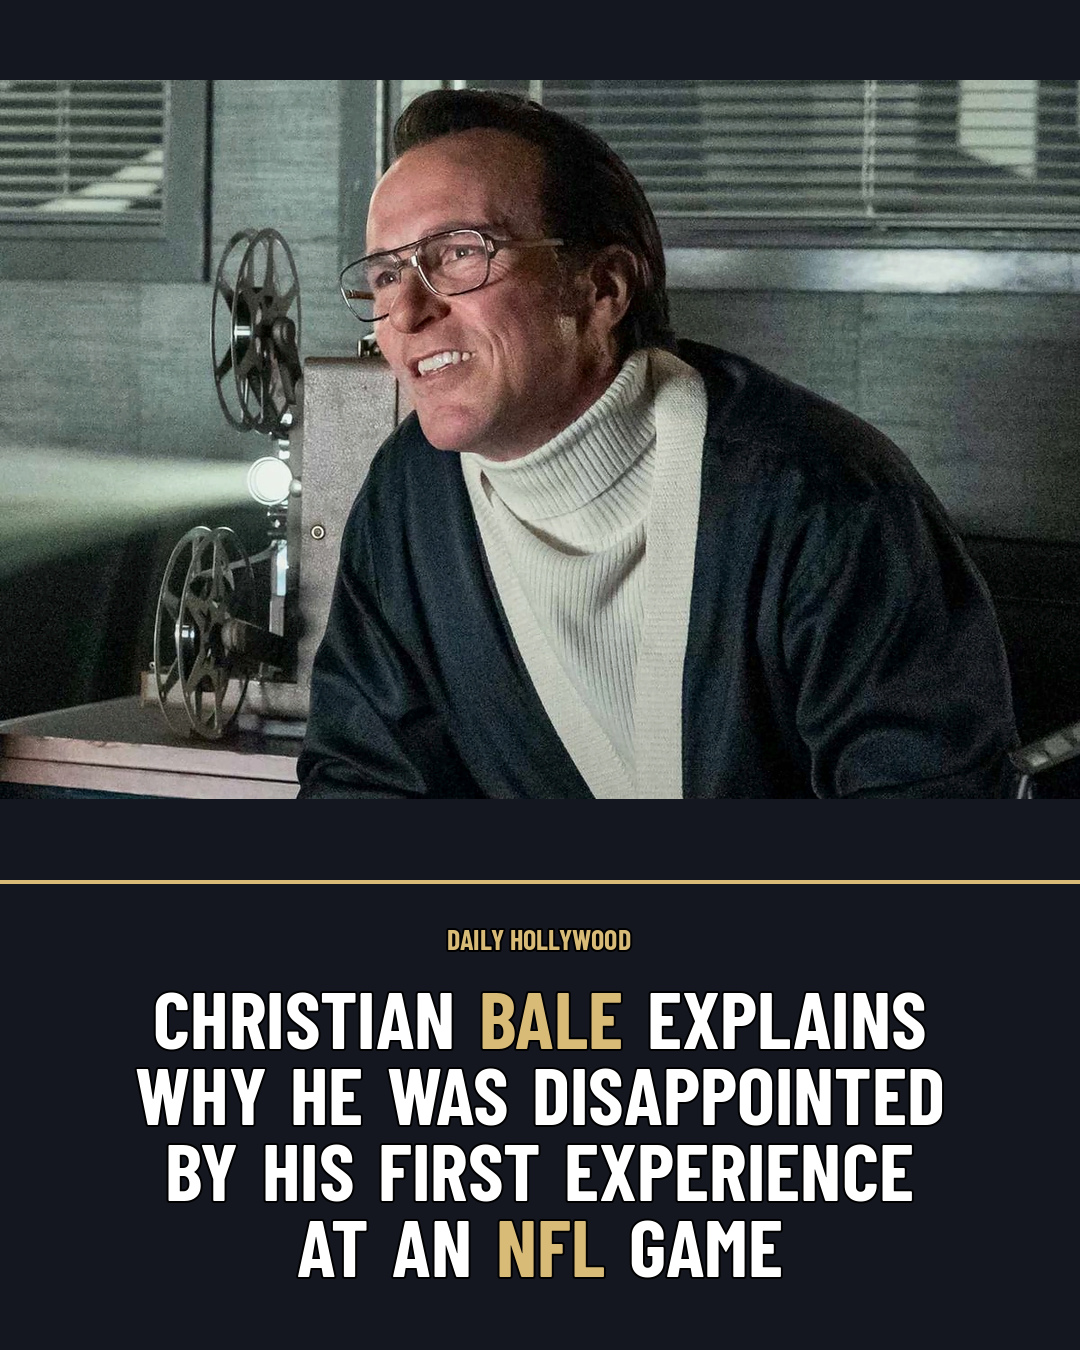 DAILY HOLLYWOOD
CHRISTIAN BALE EXPLAINS
WHY HE WAS DISAPPOINTED
BY HIS FIRST EXPERIENCE
AT AN NFL GAME